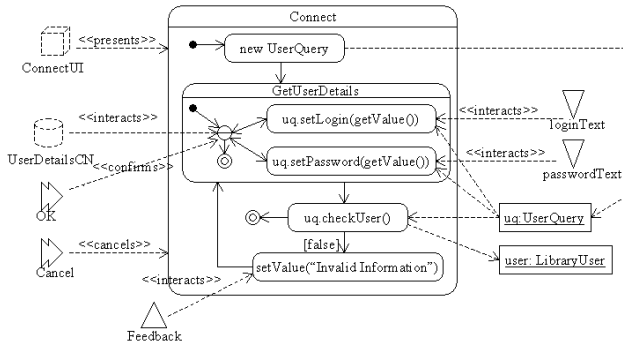 Connect
<<presents>>
new UserQuery
ConnectUI
GetUserDetails
<<interacts>>
uq.setLogin(getValue())
<<interacts>>
loginText
UserDetailsCN
<<confirms>>
uq.setPassword(getValue())
<<interacts>>
passwordText
OK
uq.checkUser()
uq:UserQuery
<<cancels>>
[false]
user: LibraryUser
Cancel
setValue(“Invalid Information”)
<<interacts>>
Feedback